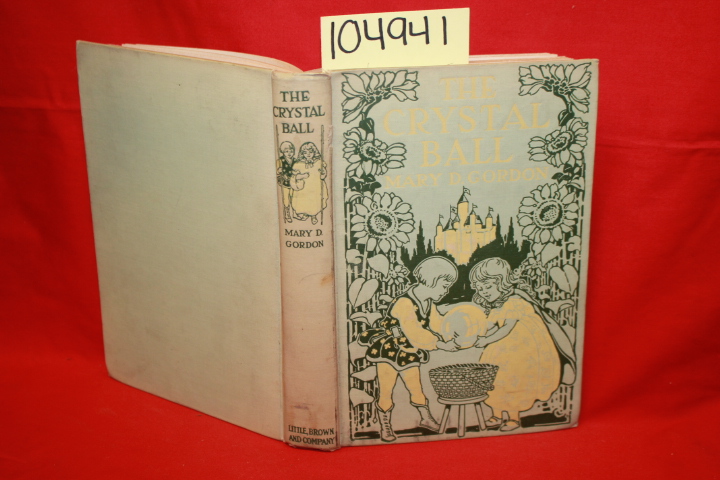 104941
THE
CRYSTAL
BALL
MARY D
GORDON
LITTLE, BROWN
AND COMPANY
THE
CRYSTAL
BALL
MARY D. GORDON